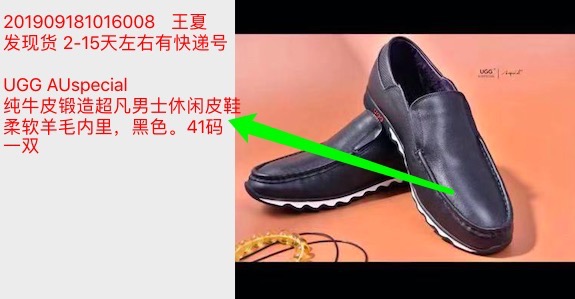 201909181016008 王夏
发现货 2-15天左右有快递号
UGG AUspecial
纯牛皮锻造超凡男士休闲皮鞋
柔软羊毛内里，黑色。41码
一双
UGG
UGG